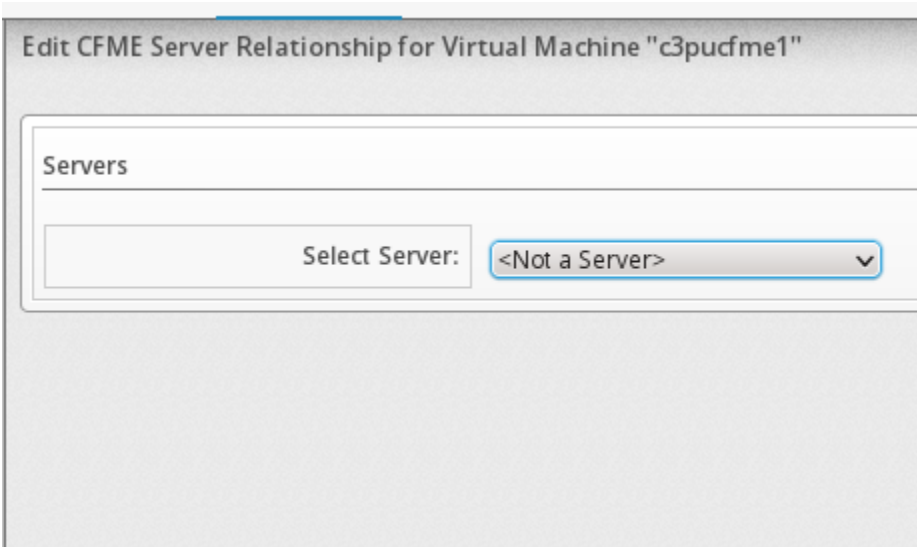 Edit CFME Server Relationship for Virtual Machine "c3pucfme1"
Servers
Select Server: <Not a Server>